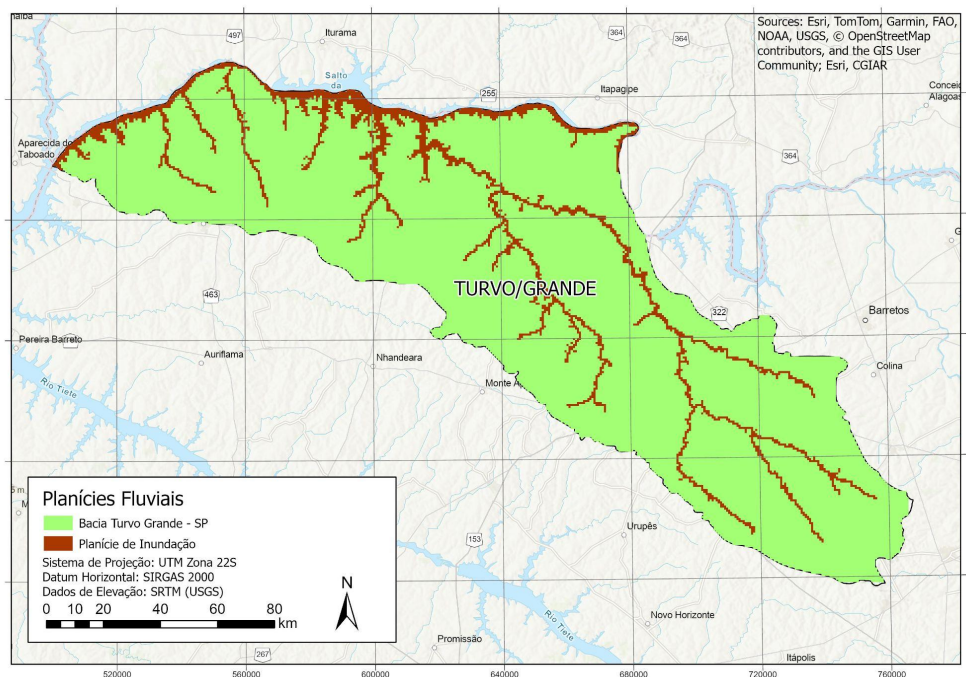 Sources: Esri, TomTom, Garmin, FAO,
NOAA, USGS, © OpenStreetMap
contributors, and the GIS User
Community; Esri, CGIAR
497
Iturama
364
364
Salto
da
255
Itapagipe
Concei
Alagoas
Aparecida do
Taboado
364
463
TURVO/GRANDE
322
Barretos
Pereira Barreto
Auriflama
Nhandeara
Colina
Rio Tiete
Monte A
Planícies Fluviais
Bacia Turvo Grande - SP
Planície de Inundação
Sistema de Projeção: UTM Zona 22S
Datum Horizontal: SIRGAS 2000
Dados de Elevação: SRTM (USGS)
N
0 10 20 40 60 80
km
153
Urupês
Rio Tiete
Novo Horizonte
Promissão
267
Itápolis
520000 560000 600000 640000 680000 720000 760000